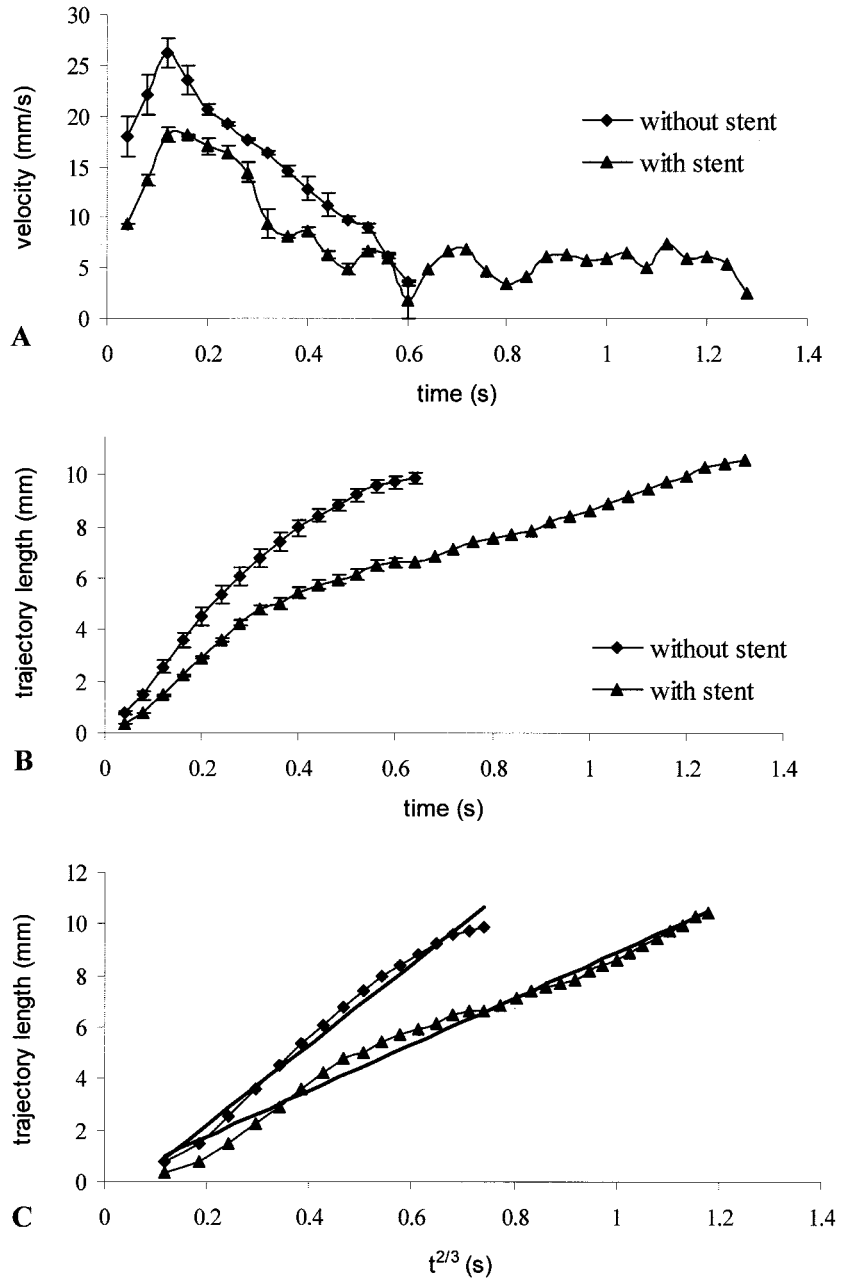 30
25
20
15
10
5
0
velocity (mm/s)
without stent
with stent
0 0.2 0.4 0.6 0.8 1 1.2 1.4
time (s)
A
10
8
6
4
2
0
trajectory length (mm)
without stent
with stent
0 0.2 0.4 0.6 0.8 1 1.2 1.4
time (s)
B
12
10
8
6
4
2
0
trajectory length (mm)
0 0.2 0.4 0.6 0.8 1 1.2 1.4
t^2/3 (s)
C